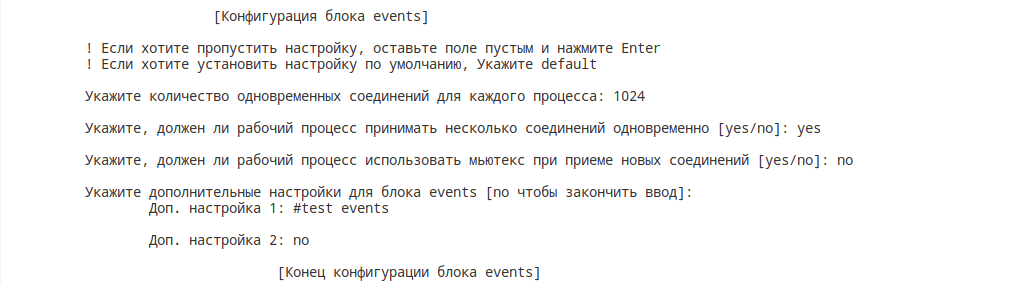 [Конфигурация блока events]
! Если хотите пропустить настройку, оставьте поле пустым и нажмите Enter
! Если хотите установить настройку по умолчанию, Укажите default
Укажите количество одновременных соединений для каждого процесса: 1024
Укажите, должен ли рабочий процесс принимать несколько соединений одновременно [yes/no]: yes
Укажите, должен ли рабочий процесс использовать мьютекс при приеме новых соединений [yes/no]: no
Укажите дополнительные настройки для блока events [no чтобы закончить ввод]:
Доп. настройка 1: #test events
Доп. настройка 2: no
[Конец конфигурации блока events]